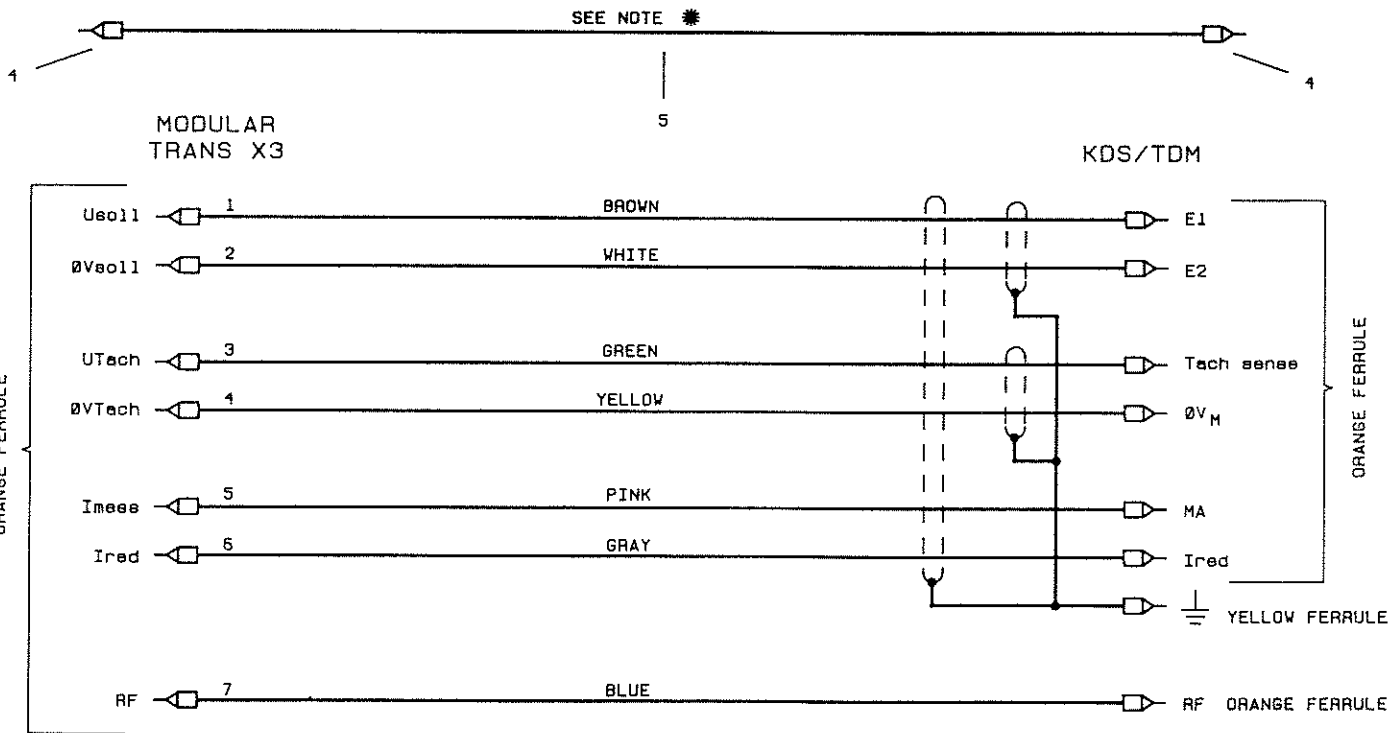 SEE NOTE ✹
4
4
5
MODULAR
TRANS X3
KDS/TDM
Usoll 1 BROWN E1
ØVsoll 2 WHITE E2
UTach 3 GREEN Tach sense
ØVTach 4 YELLOW ØVM
Imess 5 PINK MA
Ired 6 GRAY Ired
YELLOW FERRULE
RF 7 BLUE RF ORANGE FERRULE
ORANGE FERRULE
ORANGE FERRULE